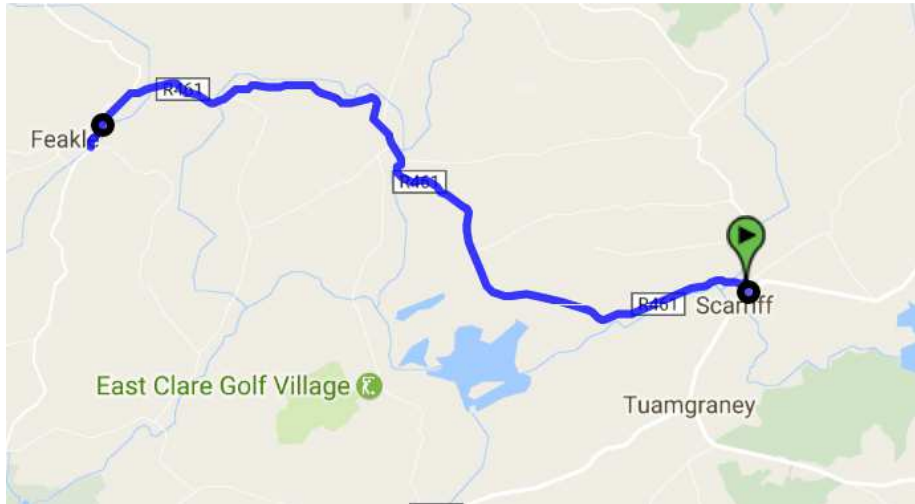 R461
Feakle
R461
R461
Scarriff
East Clare Golf Village
Tuamgraney